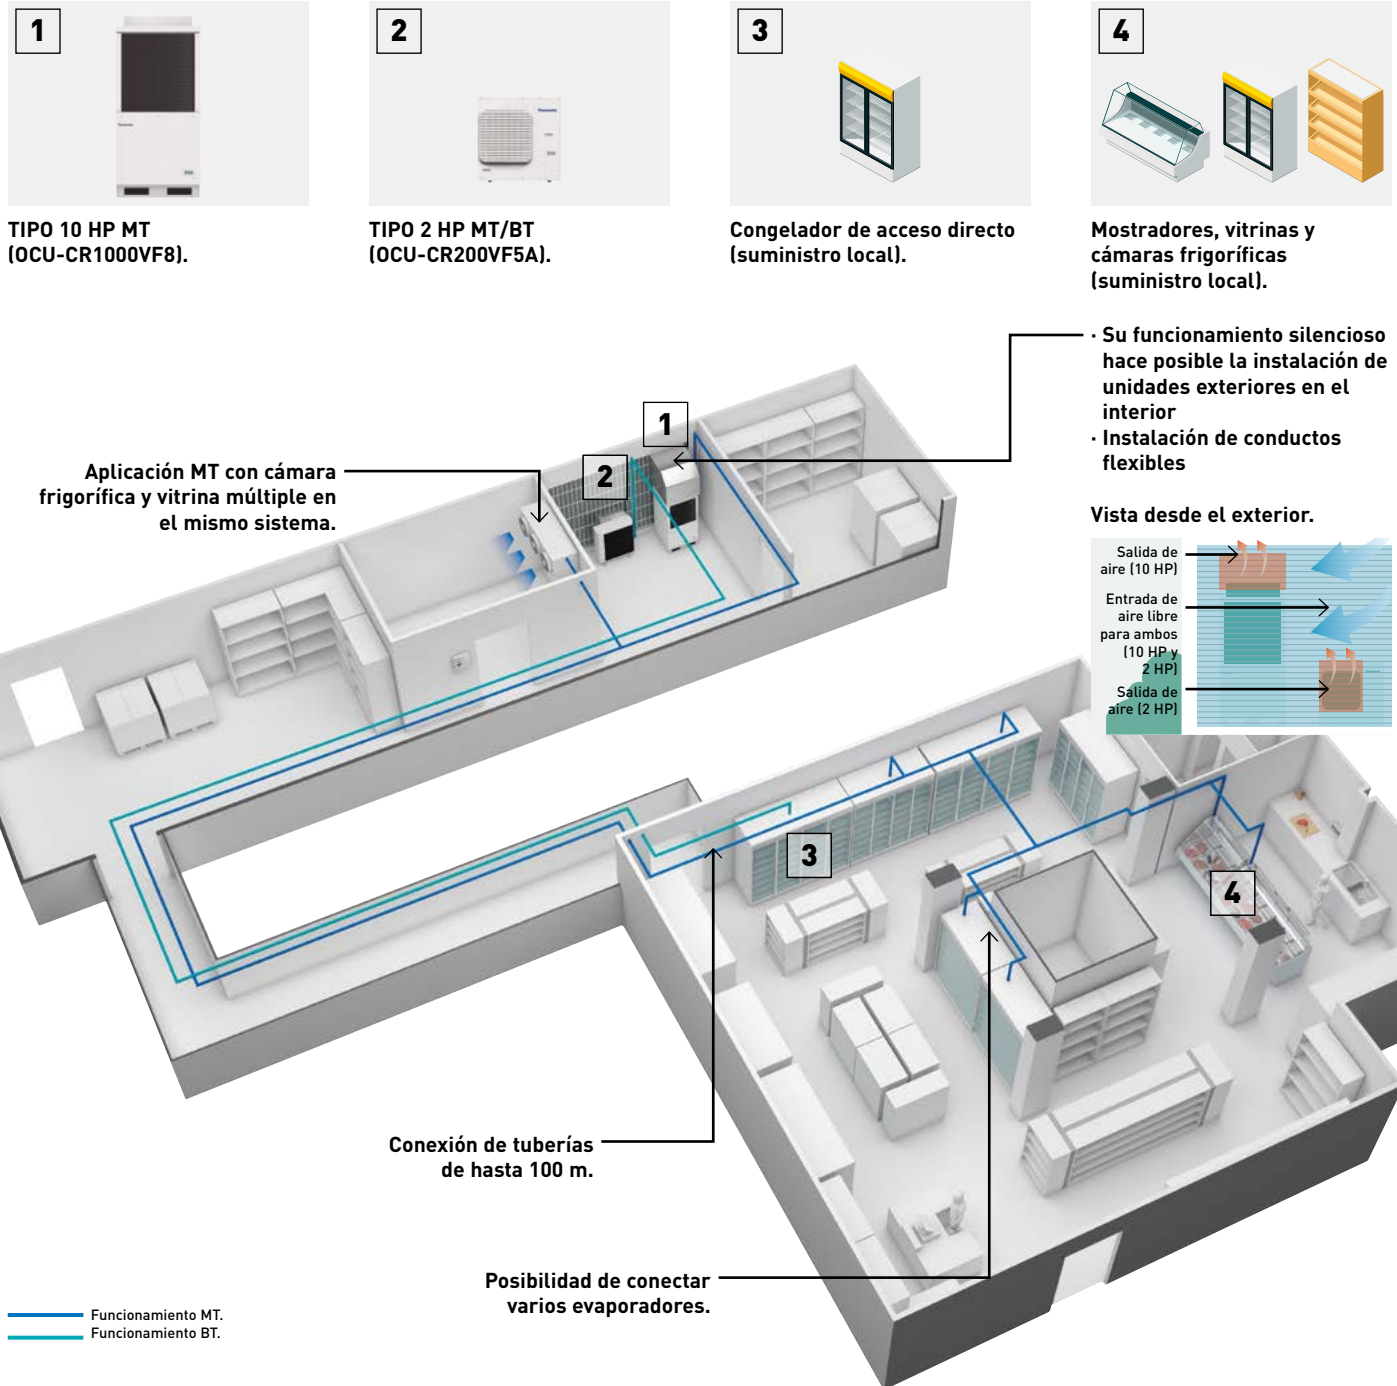 1
2
3
4
Panasonic
TIPO 10 HP MT
(OCU-CR1000VF8).
TIPO 2 HP MT/BT
(OCU-CR200VF5A).
Congelador de acceso directo
(suministro local).
Mostradores, vitrinas y
cámaras frigoríficas
(suministro local).
· Su funcionamiento silencioso
hace posible la instalación de
unidades exteriores en el
interior
· Instalación de conductos
flexibles
1
2
Aplicación MT con cámara
frigorífica y vitrina múltiple en
el mismo sistema.
Vista desde el exterior.
Salida de
aire (10 HP)
Entrada de
aire libre
para ambos
(10 HP y
2 HP)
Salida de
aire (2 HP)
3
4
Conexión de tuberías
de hasta 100 m.
Posibilidad de conectar
varios evaporadores.
Funcionamiento MT.
Funcionamiento BT.